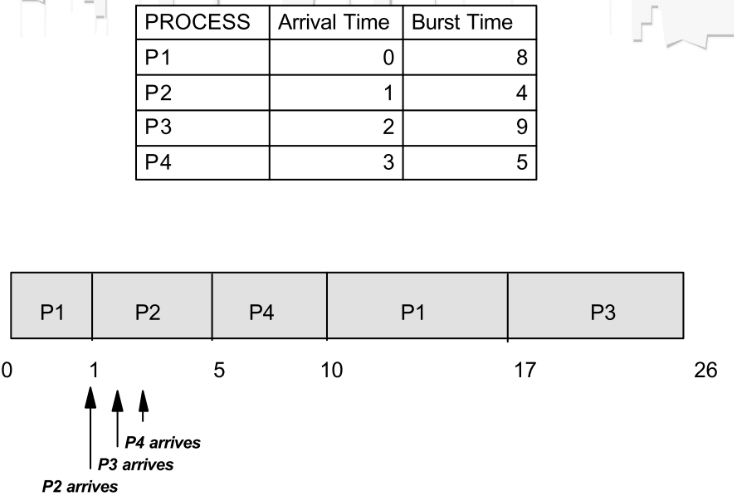 PROCESS Arrival Time Burst Time
P1 0 8
P2 1 4
P3 2 9
P4 3 5
P1 P2 P4 P1 P3
0 1 5 10 17 26
P4 arrives
P3 arrives
P2 arrives